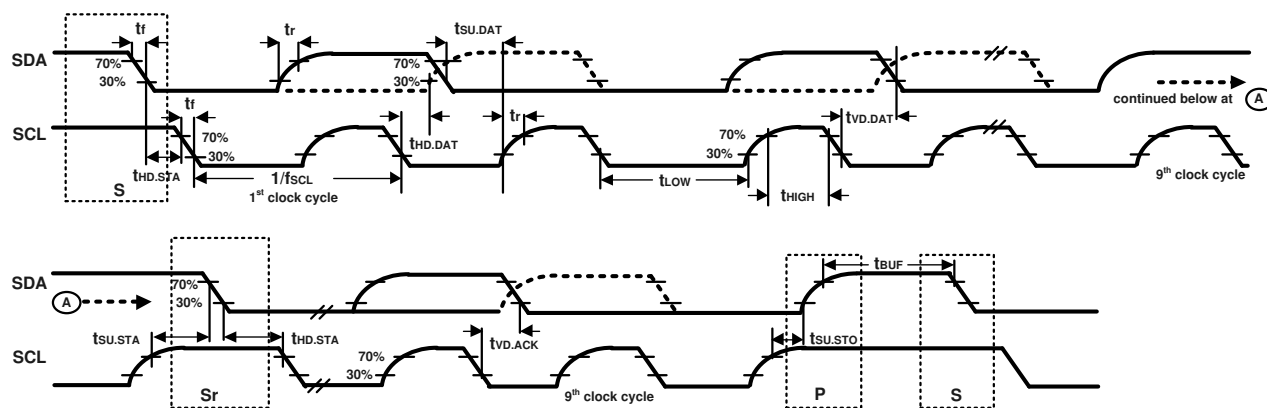 tf
tr
tSU.DAT
SDA
70%
30%
70%
30%
continued below at A
tf
tr
tVD.DAT
SCL
70%
30%
tHD.DAT
70%
30%
tHD.STA
1/fSCL
tLOW
tHIGH
S
1st clock cycle
9th clock cycle
SDA
70%
30%
tBUF
A
tSU.STA
tHD.STA
tVD.ACK
tSU.STO
SCL
70%
30%
Sr
9th clock cycle
P
S